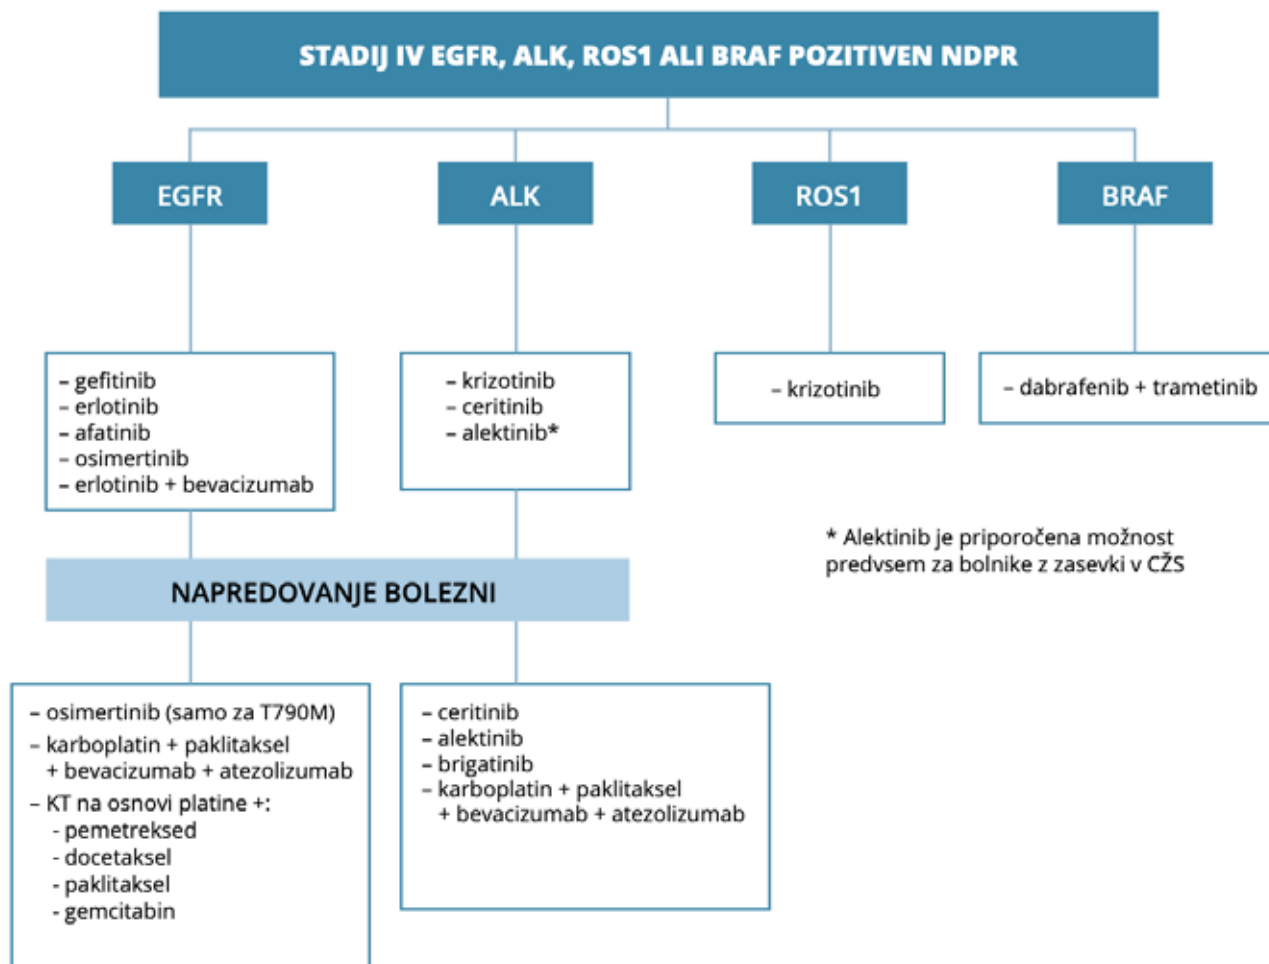 STADIJ IV EGFR, ALK, ROS1 ALI BRAF POZITIVEN NDPR
EGFR
ALK
ROS1
BRAF
– gefitinib
– erlotinib
– afatinib
– osimertinib
– erlotinib + bevacizumab
– krizotinib
– ceritinib
– alektinib*
– krizotinib
– dabrafenib + trametinib
* Alektinib je priporočena možnost
predvsem za bolnike z zasevki v CŽS
NAPREDOVANJE BOLEZNI
– osimertinib (samo za T790M)
– karboplatin + paklitaksel
+ bevacizumab + atezolizumab
– KT na osnovi platine +:
- pemetreksed
- docetaksel
- paklitaksel
- gemcitabin
– ceritinib
– alektinib
– brigatinib
– karboplatin + paklitaksel
+ bevacizumab + atezolizumab